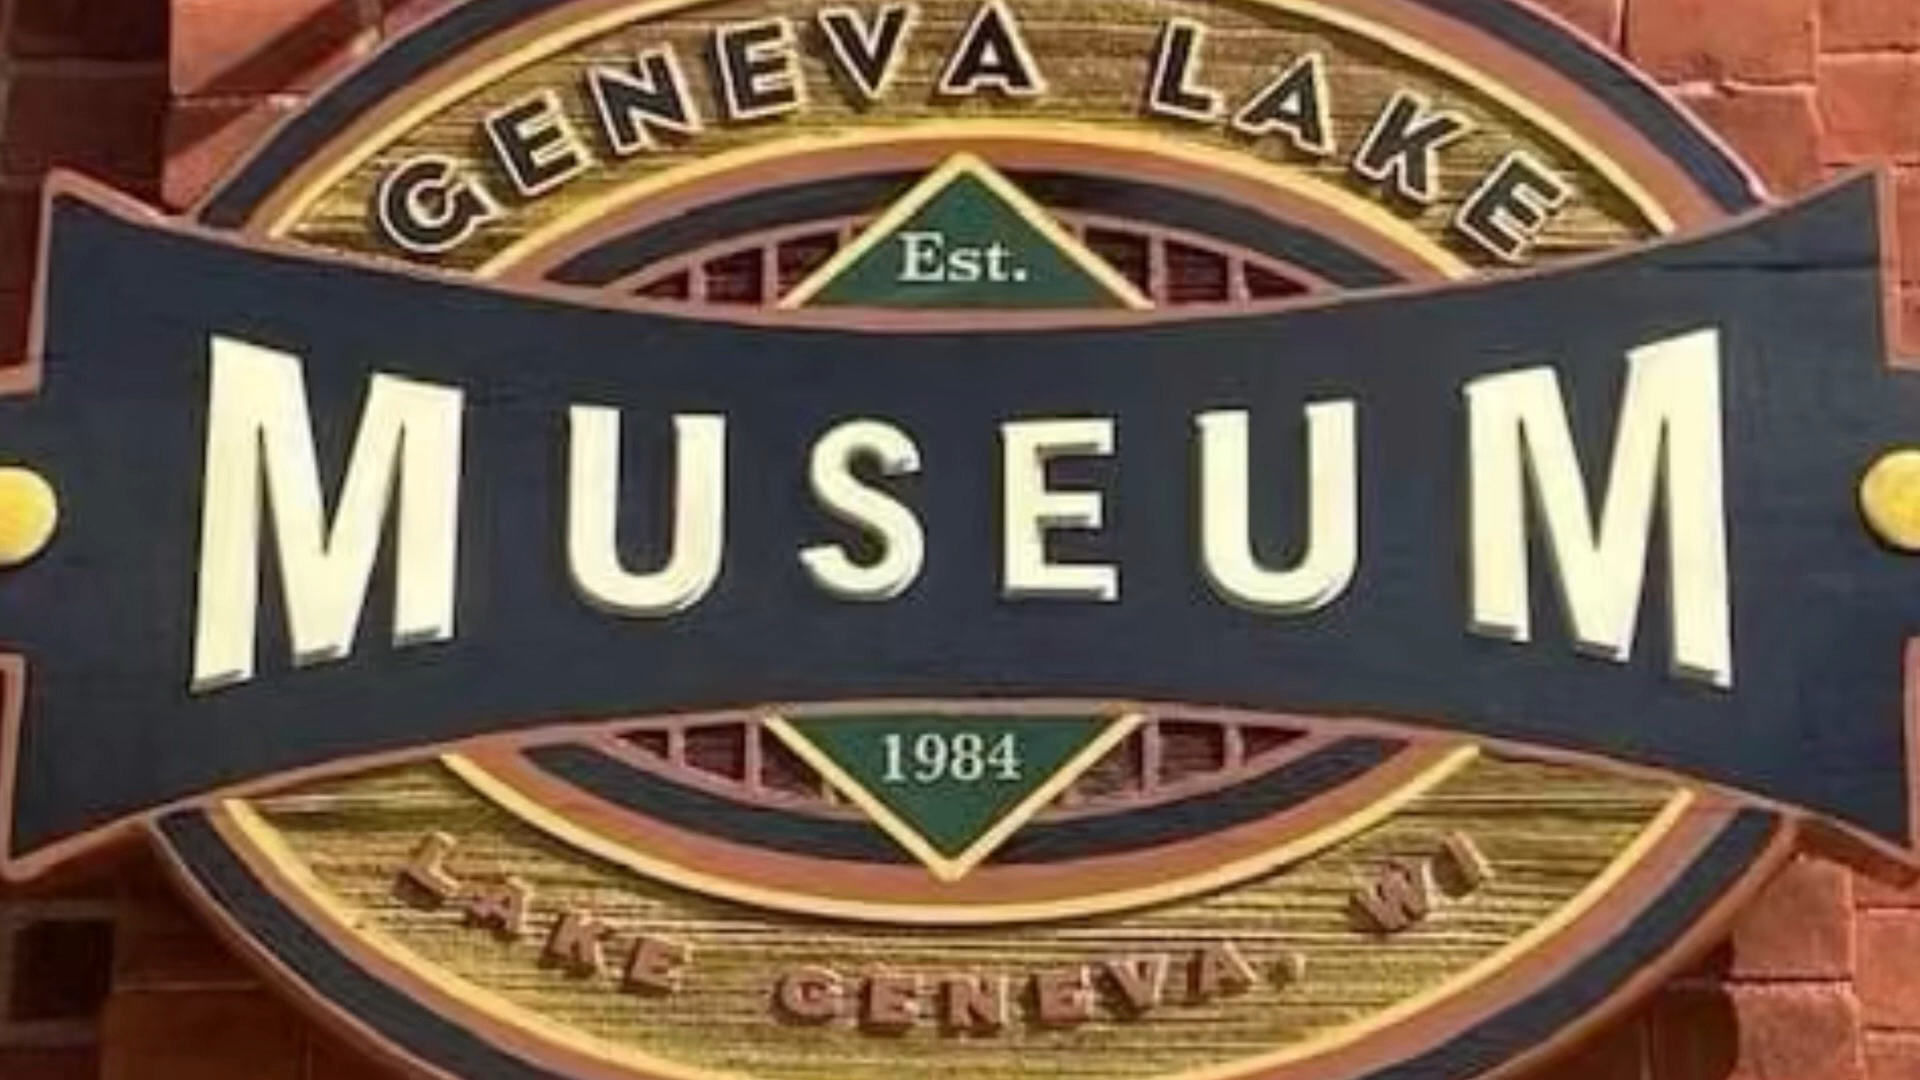 GENEVA LAKE
Est.
MUSEUM
1984
LAKE GENEVA, WI